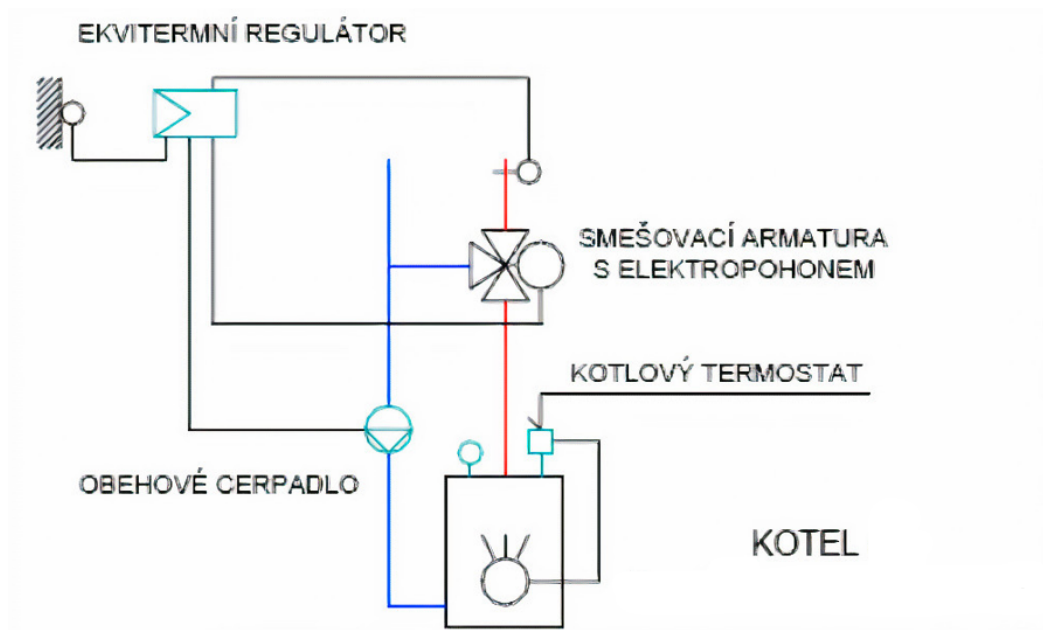 EKVITERMNÍ REGULÁTOR
SMEŠOVACÍ ARMATURA
S ELEKTROPOHONEM
KOTLOVÝ TERMOSTAT
OBEHOVÉ CERPADLO
KOTEL